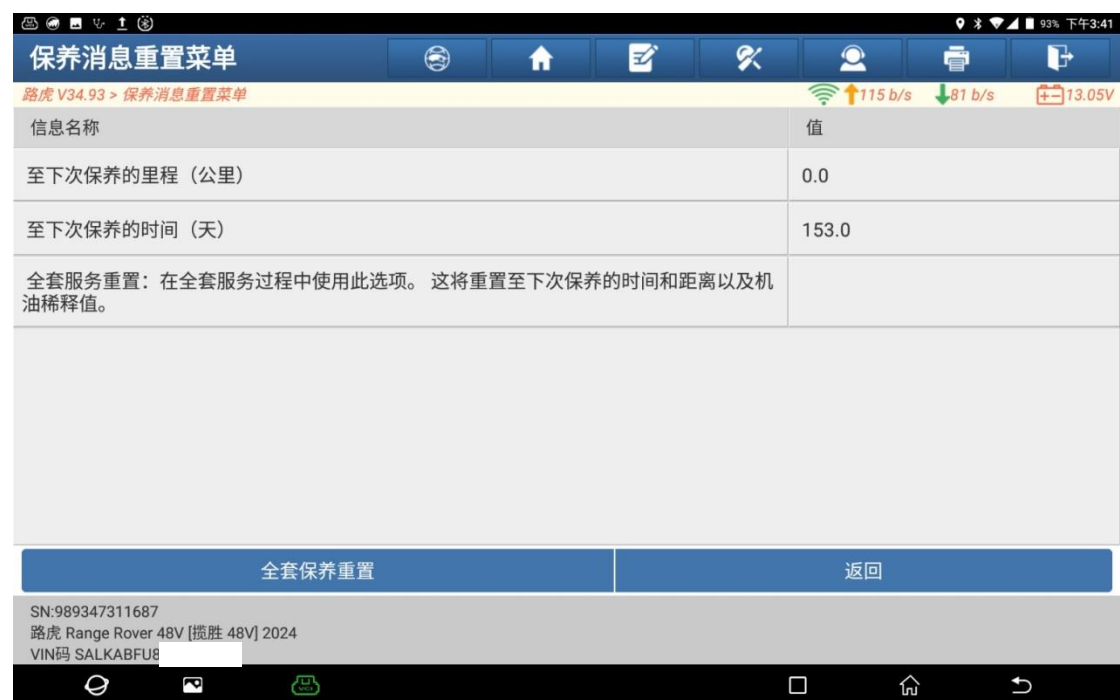 93% 下午3:41
保养消息重置菜单
路虎 V34.93 > 保养消息重置菜单
115 b/s 81 b/s 13.05V
信息名称 值
至下次保养的里程（公里） 0.0
至下次保养的时间（天） 153.0
全套服务重置：在全套服务过程中使用此选项。 这将重置至下次保养的时间和距离以及机
油稀释值。
全套保养重置 返回
SN:989347311687
路虎 Range Rover 48V [揽胜 48V] 2024
VIN码 SALKABFU8
VCI